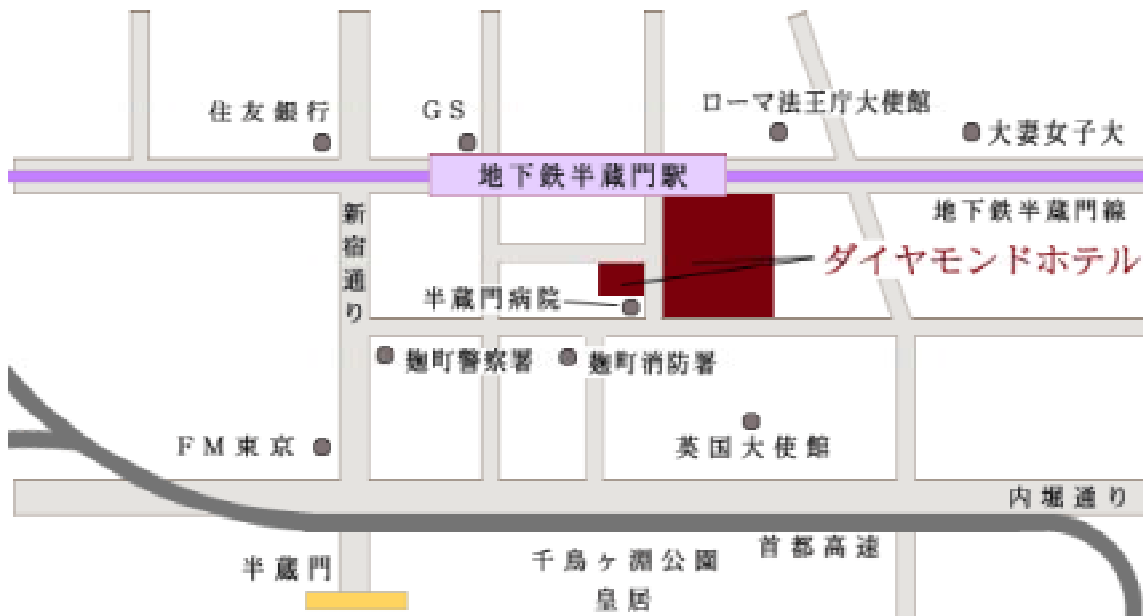 ローマ法王庁大使館
住友銀行
GS
大妻女子大
地下鉄半蔵門駅
新宿通り
地下鉄半蔵門線
ダイヤモンドホテル
半蔵門病院
麹町警察署
麹町消防署
FM東京
英国大使館
内堀通り
首都高速
半蔵門
千鳥ヶ淵公園
皇居